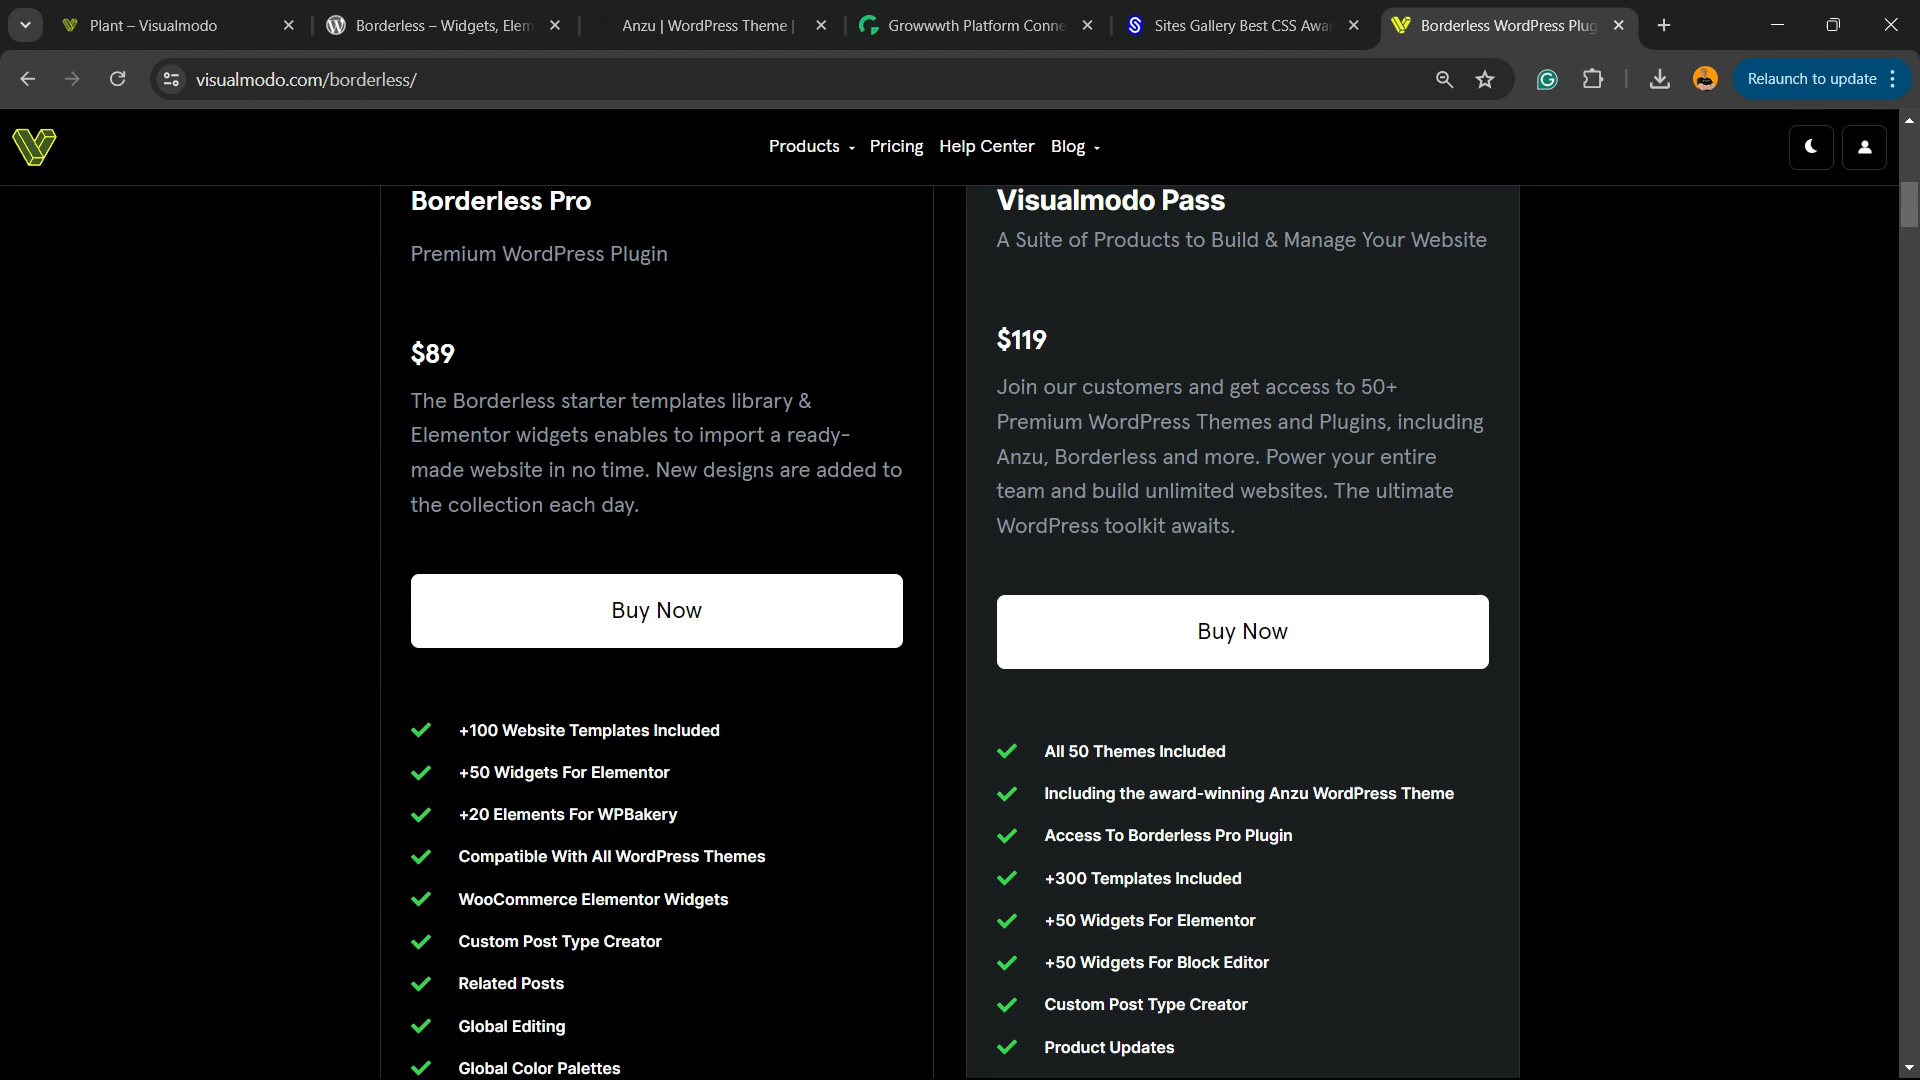 Plant – Visualmodo
Borderless – Widgets, Elem
Anzu | WordPress Theme |
Growwwth Platform Conne
Sites Gallery Best CSS Awar
Borderless WordPress Plug
visualmodo.com/borderless/
Relaunch to update
Products
Pricing
Help Center
Blog
Borderless Pro
Premium WordPress Plugin
$89
The Borderless starter templates library &
Elementor widgets enables to import a ready-
made website in no time. New designs are added to
the collection each day.
Buy Now
+100 Website Templates Included
+50 Widgets For Elementor
+20 Elements For WPBakery
Compatible With All WordPress Themes
WooCommerce Elementor Widgets
Custom Post Type Creator
Related Posts
Global Editing
Global Color Palettes
Visualmodo Pass
A Suite of Products to Build & Manage Your Website
$119
Join our customers and get access to 50+
Premium WordPress Themes and Plugins, including
Anzu, Borderless and more. Power your entire
team and build unlimited websites. The ultimate
WordPress toolkit awaits.
Buy Now
All 50 Themes Included
Including the award-winning Anzu WordPress Theme
Access To Borderless Pro Plugin
+300 Templates Included
+50 Widgets For Elementor
+50 Widgets For Block Editor
Custom Post Type Creator
Product Updates